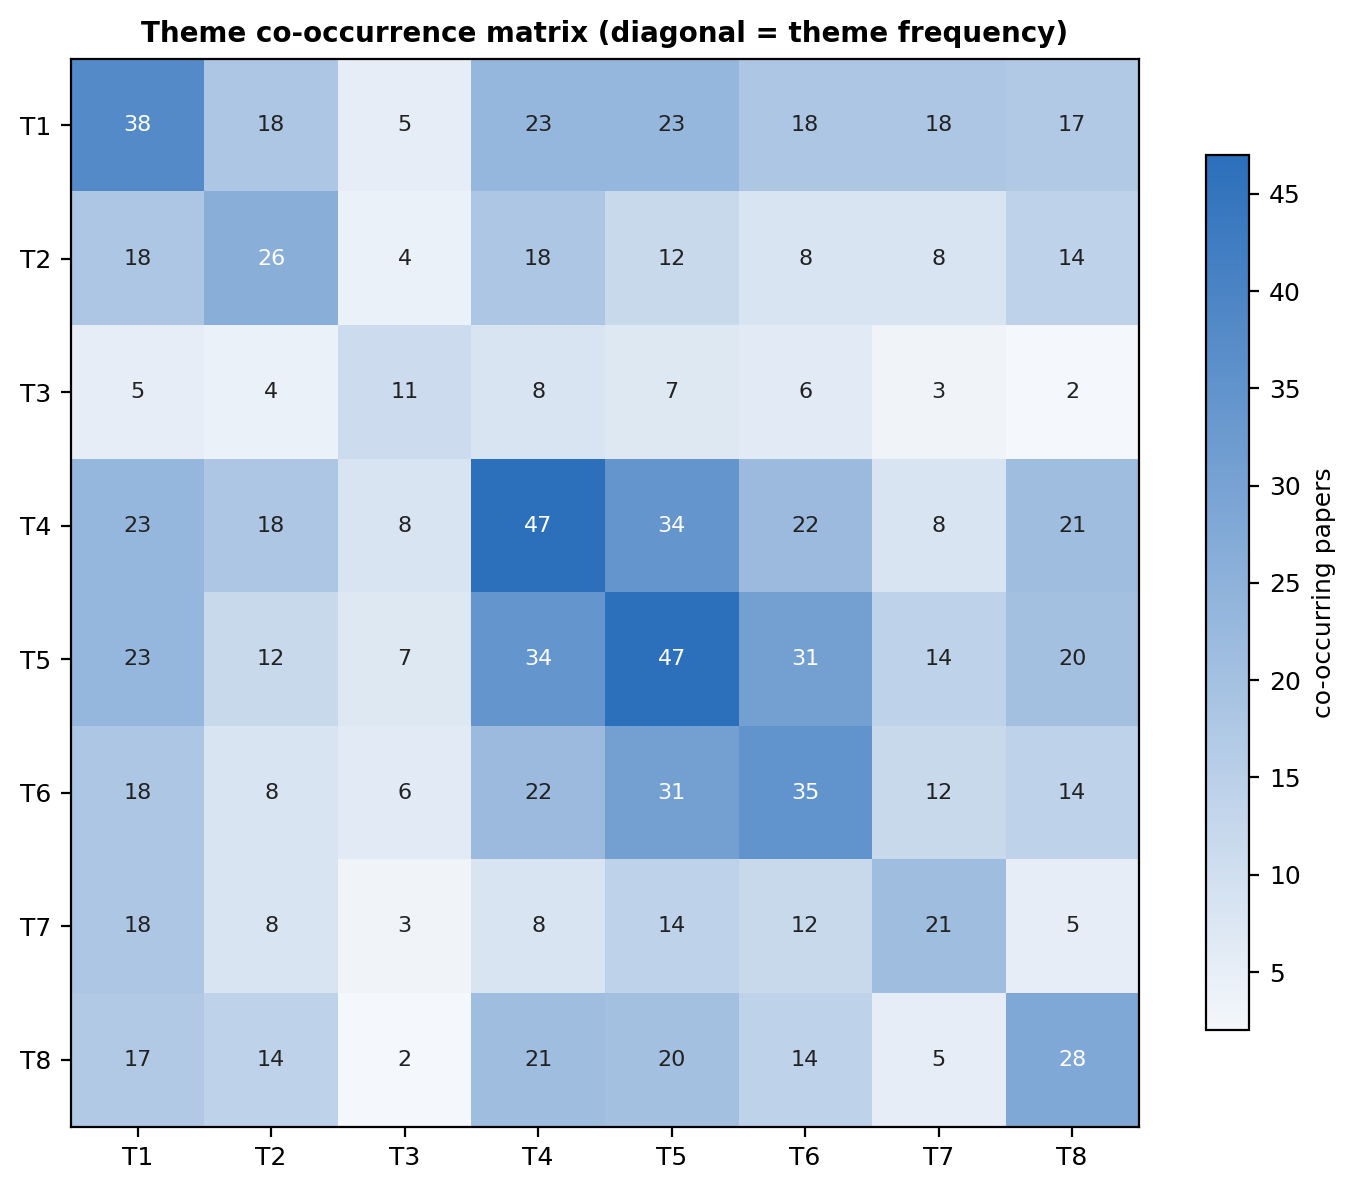 Theme co-occurrence matrix (diagonal = theme frequency)
T1 38 18 5 23 23 18 18 17
T2 18 26 4 18 12 8 8 14
T3 5 4 11 8 7 6 3 2
T4 23 18 8 47 34 22 8 21
T5 23 12 7 34 47 31 14 20
T6 18 8 6 22 31 35 12 14
T7 18 8 3 8 14 12 21 5
T8 17 14 2 21 20 14 5 28
T1 T2 T3 T4 T5 T6 T7 T8
45
40
35
30
25
20
15
10
5
co-occurring papers